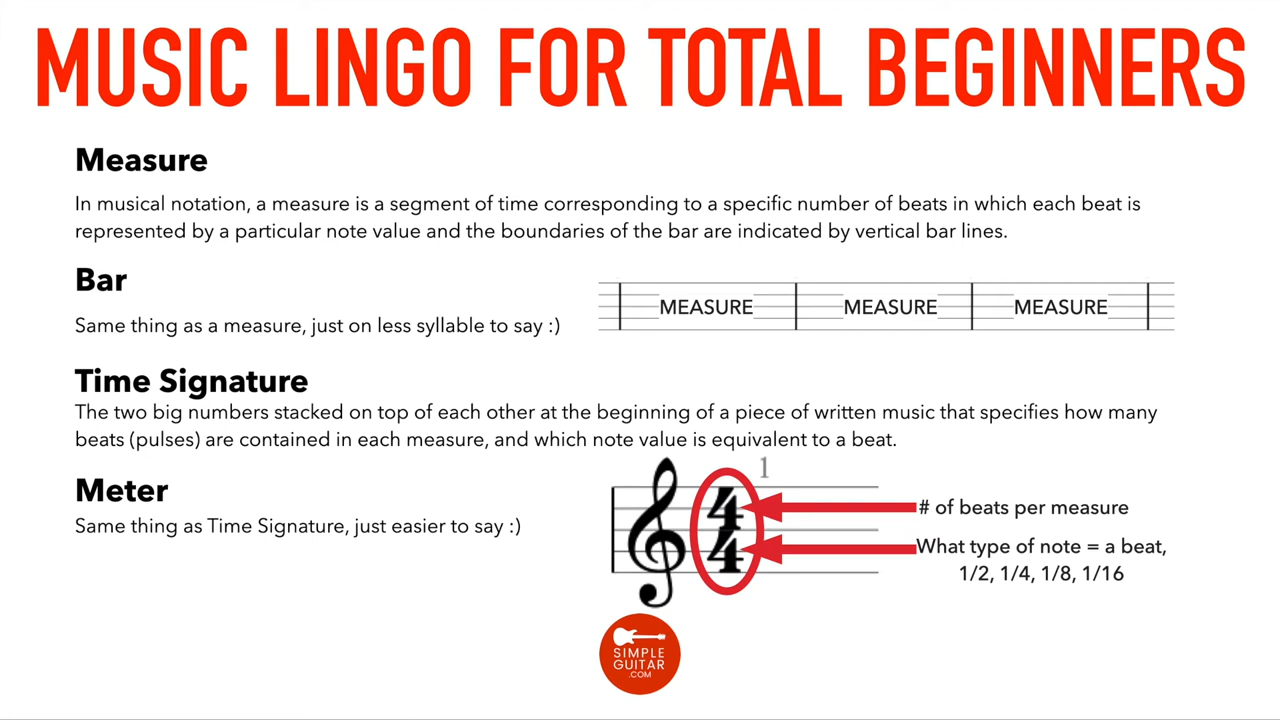 MUSIC LINGO FOR TOTAL BEGINNERS
Measure
In musical notation, a measure is a segment of time corresponding to a specific number of beats in which each beat is
represented by a particular note value and the boundaries of the bar are indicated by vertical bar lines.
Bar
Same thing as a measure, just on less syllable to say :)
MEASURE MEASURE MEASURE
Time Signature
The two big numbers stacked on top of each other at the beginning of a piece of written music that specifies how many
beats (pulses) are contained in each measure, and which note value is equivalent to a beat.
Meter
Same thing as Time Signature, just easier to say :)
1
4
4
# of beats per measure
What type of note = a beat,
1/2, 1/4, 1/8, 1/16
SIMPLE
GUITAR
.COM